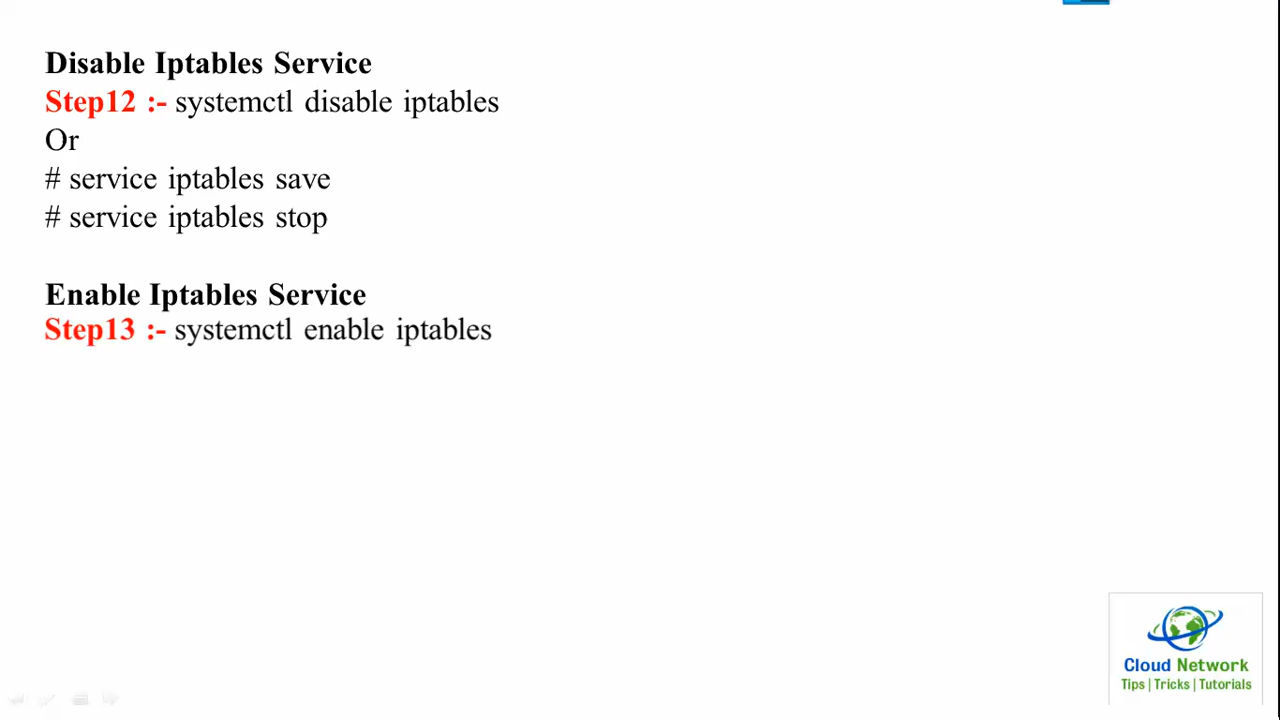 Disable Iptables Service
Step12 :- systemctl disable iptables
Or
# service iptables save
# service iptables stop
Enable Iptables Service
Step13 :- systemctl enable iptables
Cloud Network
Tips | Tricks | Tutorials